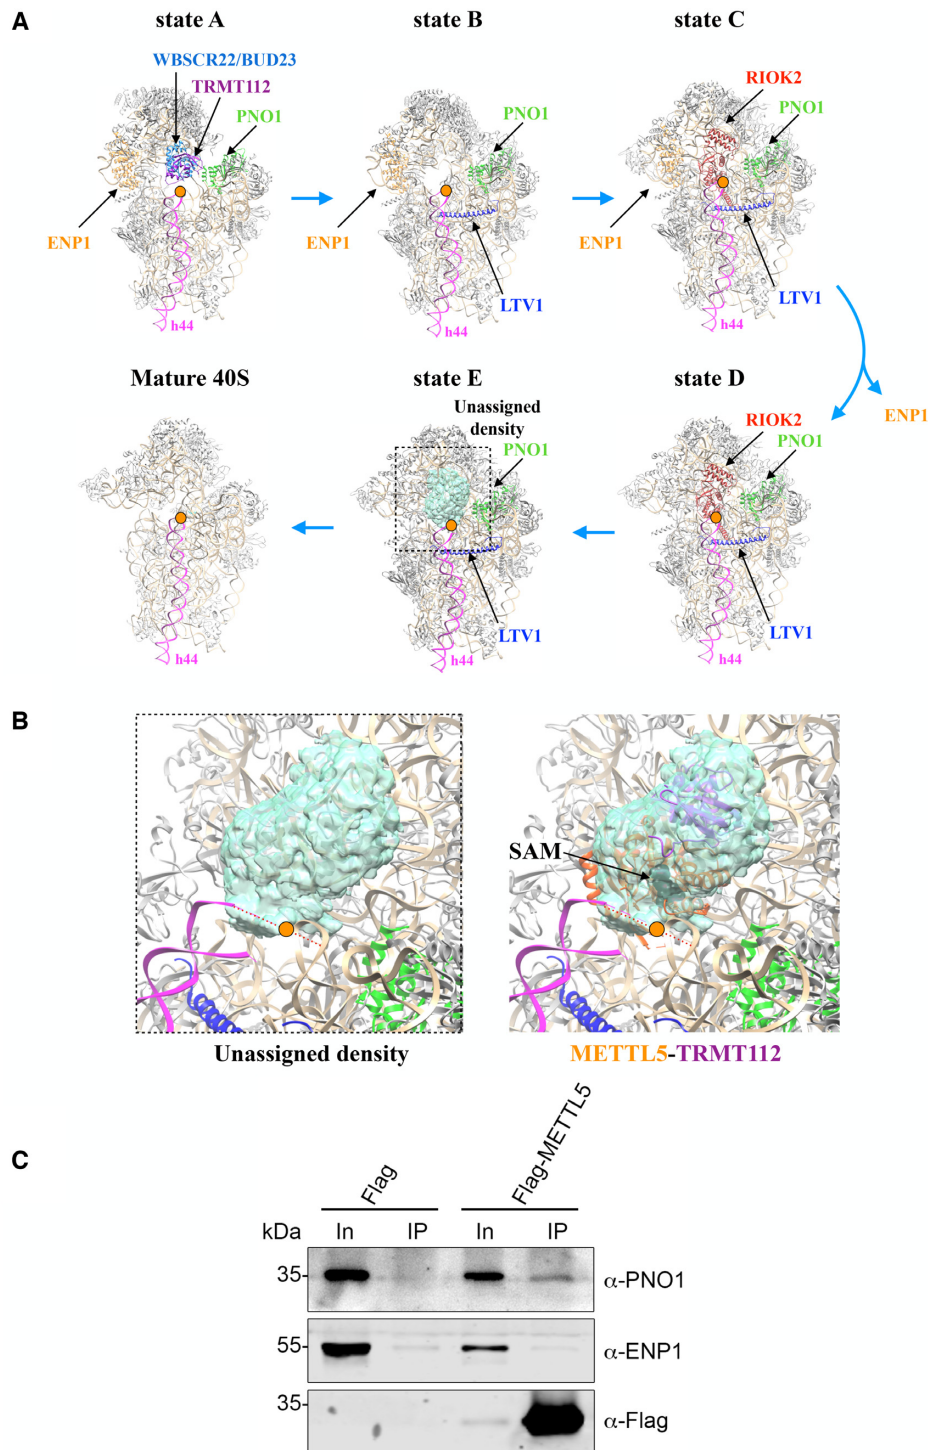 A
state A
state B
state C
WBSCR22/BUD23
TRMT112
PNO1
ENP1
h44
PNO1
ENP1
LTV1
h44
RIOK2
PNO1
ENP1
LTV1
h44
ENP1
Mature 40S
state E
state D
h44
Unassigned
density
PNO1
LTV1
h44
RIOK2
PNO1
LTV1
h44
B
SAM
Unassigned density
METTL5-TRMT112
C
Flag
Flag-METTL5
kDa
In
IP
In
IP
35-
α-PNO1
55-
α-ENP1
35-
α-Flag